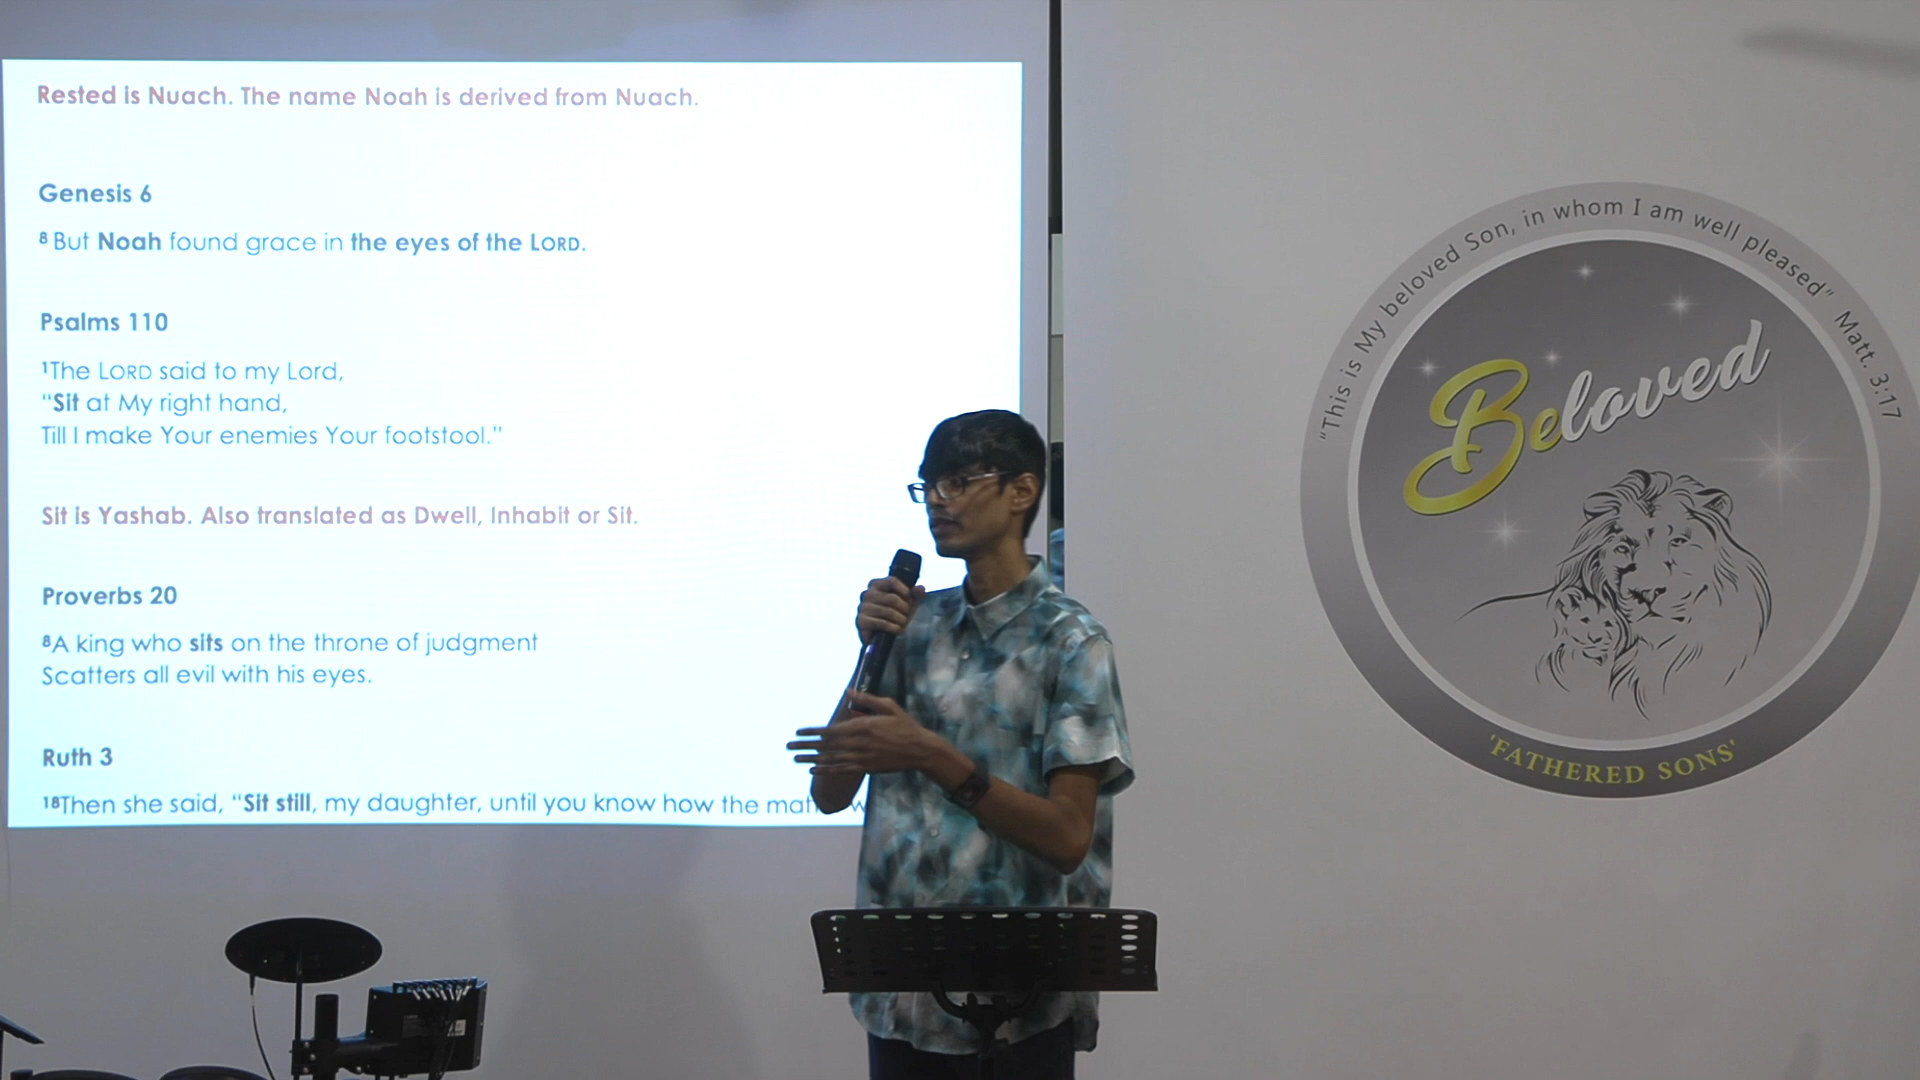 Rested is Nuach. The name Noah is derived from Nuach.
Genesis 6
8 But Noah found grace in the eyes of the LORD.
Psalms 110
1The LORD said to my Lord,
“Sit at My right hand,
Till I make Your enemies Your footstool.”
Sit is Yashab. Also translated as Dwell, Inhabit or Sit.
Proverbs 20
8A king who sits on the throne of judgment
Scatters all evil with his eyes.
Ruth 3
18Then she said, “Sit still, my daughter, until you know how the
"This is My beloved Son, in whom I am well pleased" Matt. 3:17
Beloved
'FATHERED SONS'